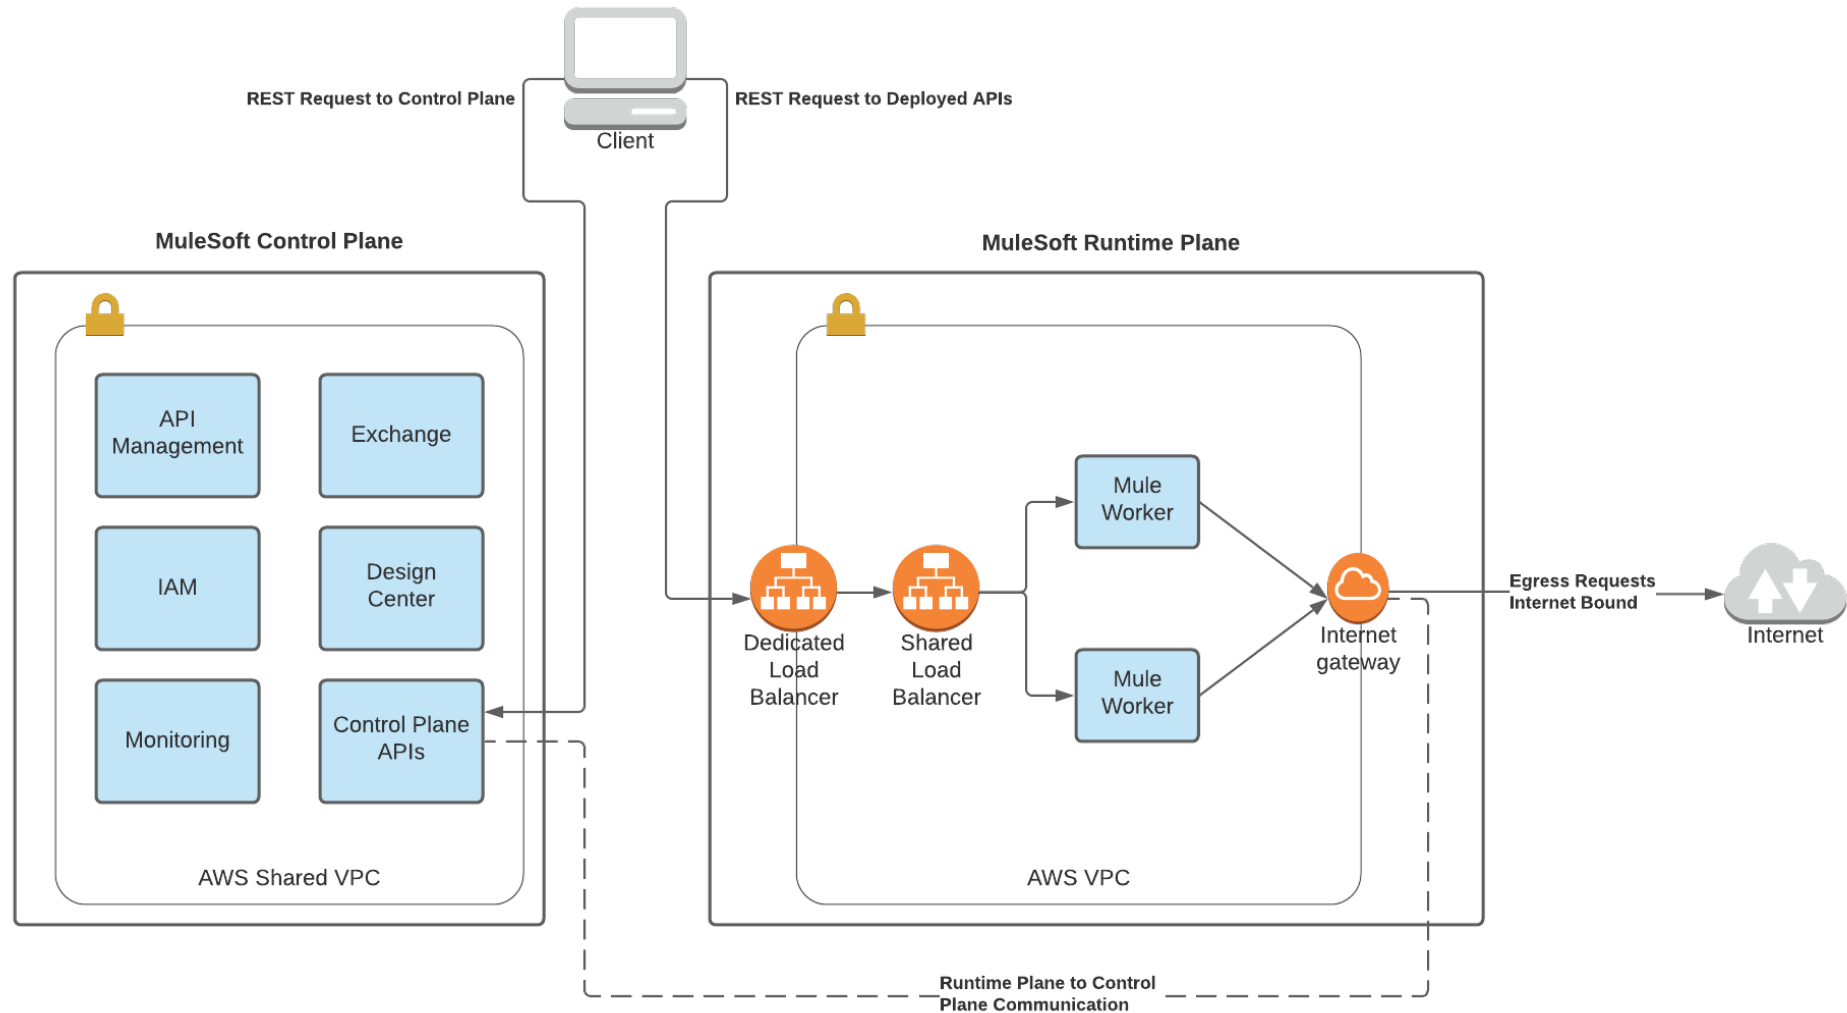 REST Request to Control Plane
REST Request to Deployed APIs
Client
MuleSoft Control Plane
MuleSoft Runtime Plane
API
Management
Exchange
IAM
Design
Center
Monitoring
Control Plane
APIs
AWS Shared VPC
Mule
Worker
Mule
Worker
Dedicated
Load
Balancer
Shared
Load
Balancer
Internet
gateway
AWS VPC
Egress Requests
Internet Bound
Internet
Runtime Plane to Control
Plane Communication